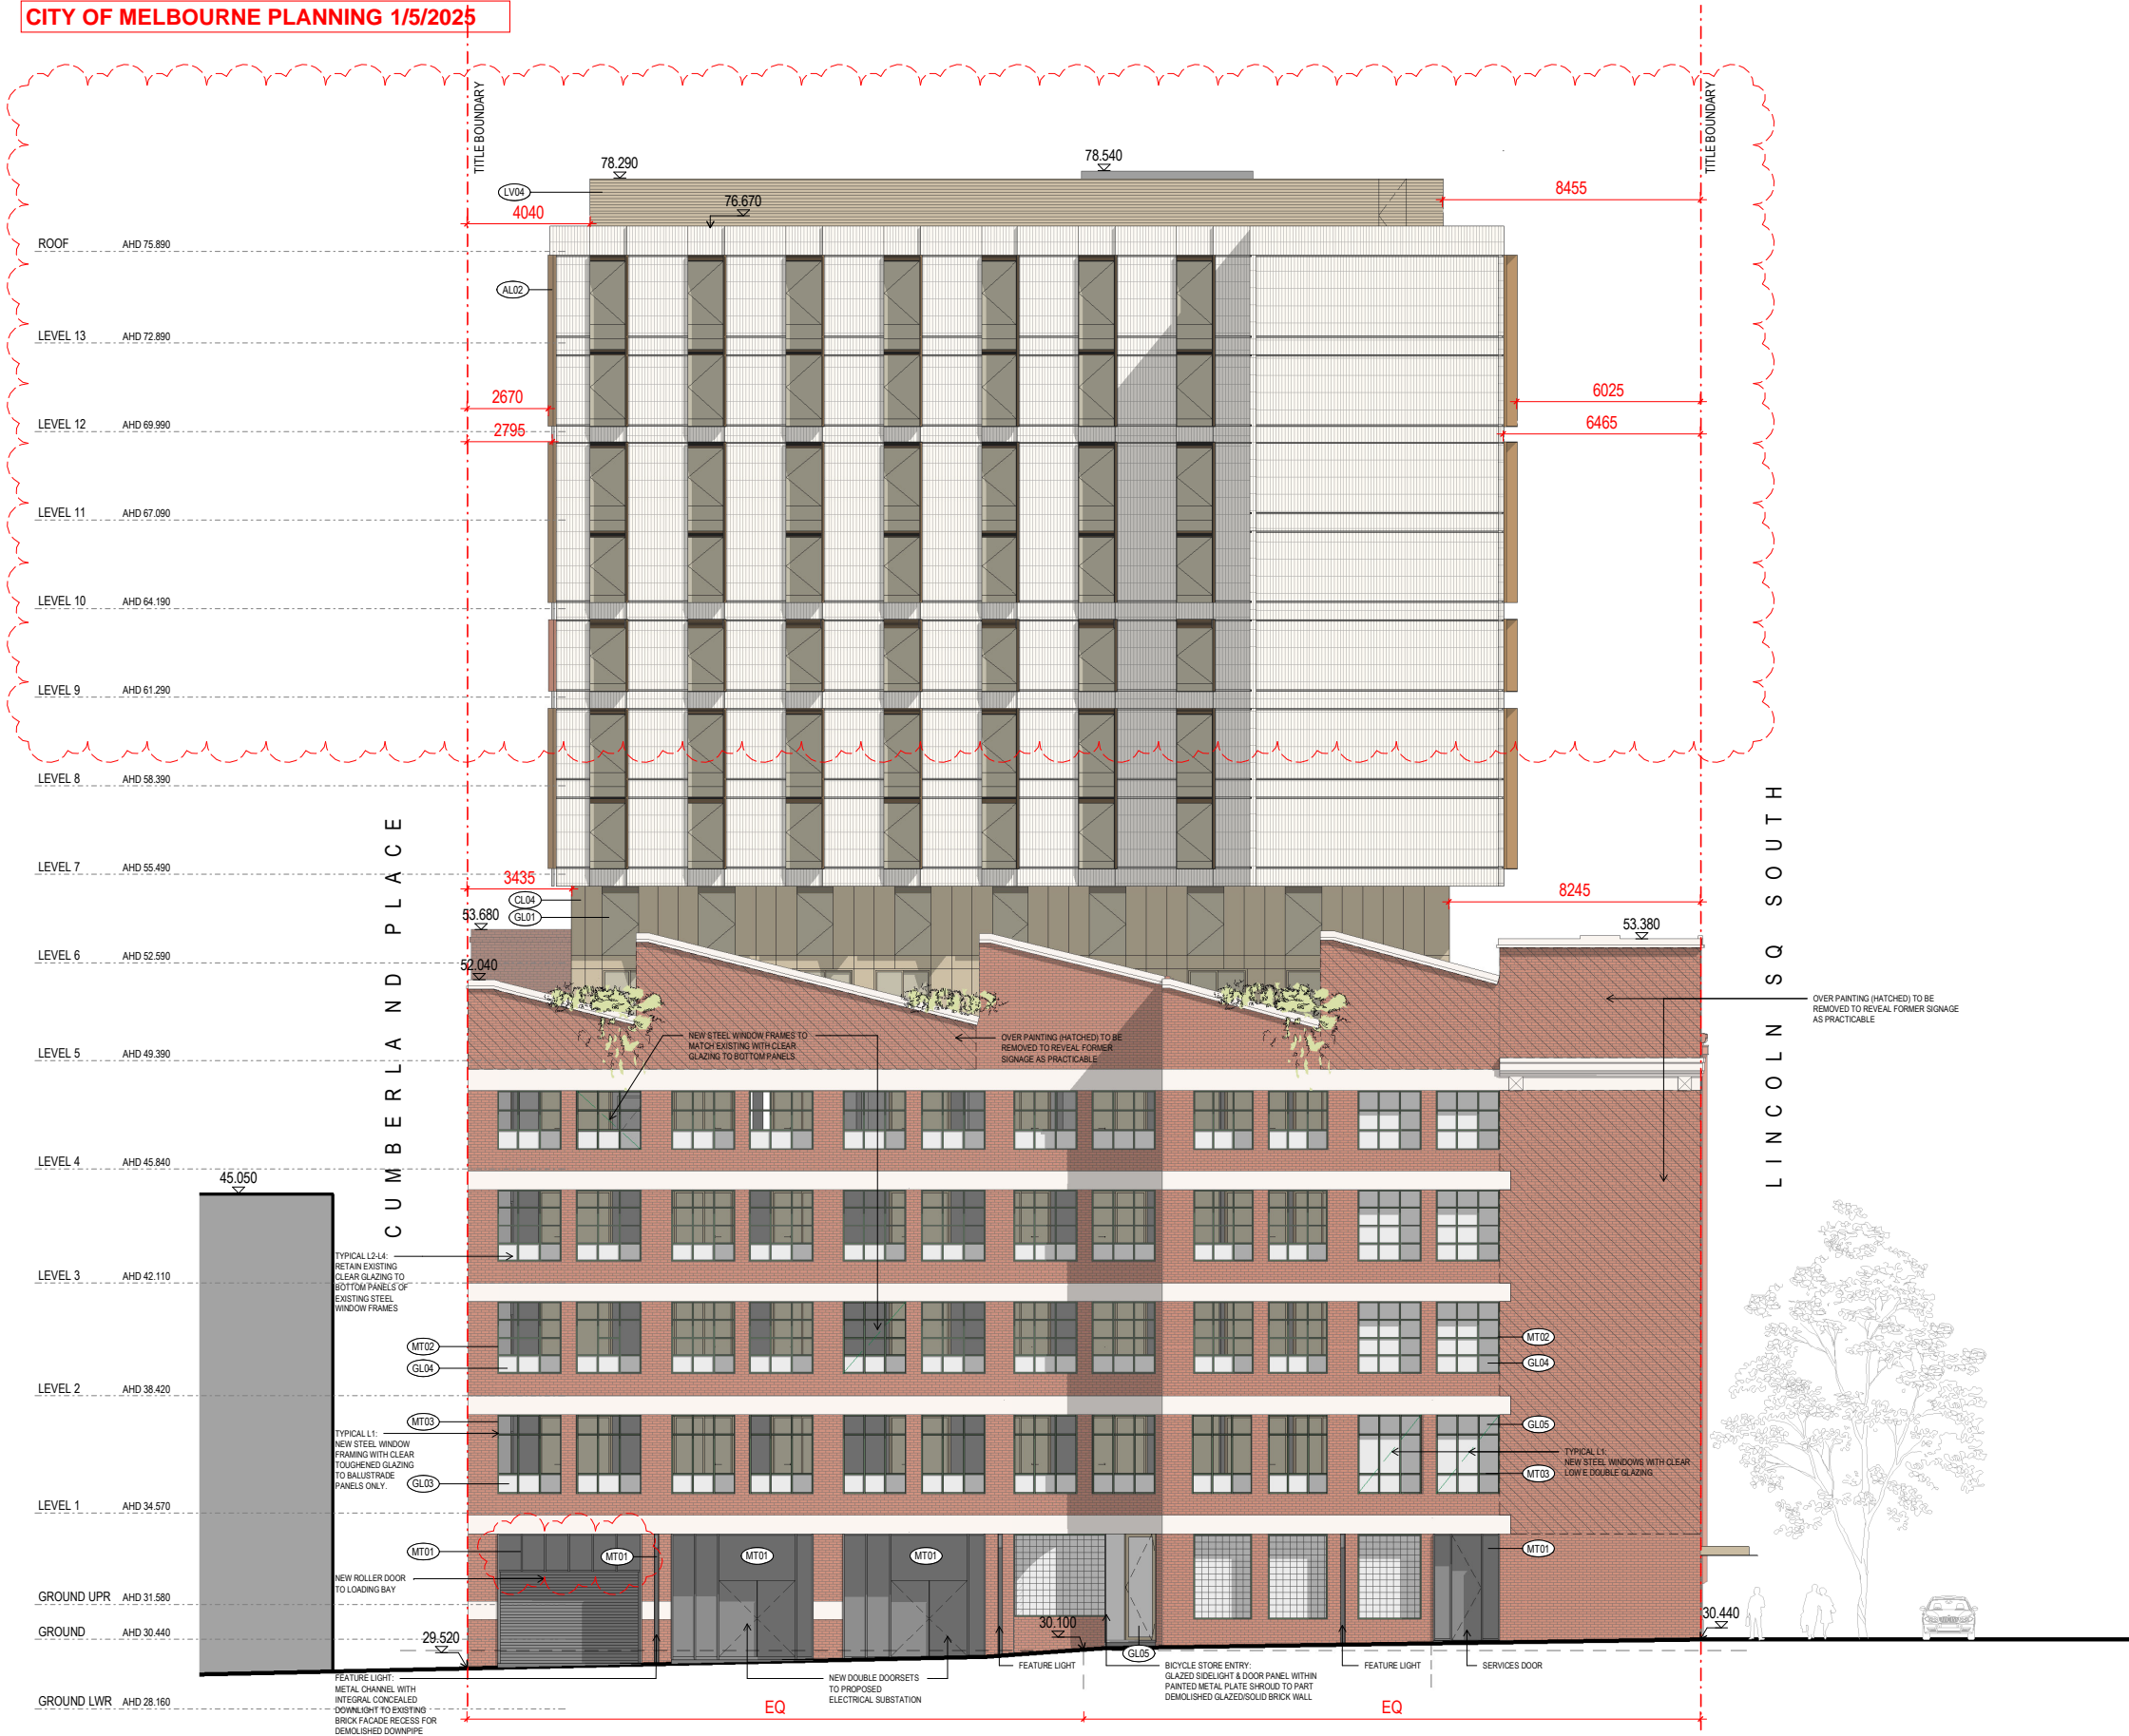 CITY OF MELBOURNE PLANNING 1/5/2025
TITLE BOUNDARY
TITLE BOUNDARY
78.290
78.540
LV04
76.670
4040
8455
ROOF AHD 75.890
AL02
LEVEL 13 AHD 72.890
2670
6025
LEVEL 12 AHD 69.990
2795
6465
LEVEL 11 AHD 67.090
LEVEL 10 AHD 64.190
LEVEL 9 AHD 61.290
LEVEL 8 AHD 58.390
LEVEL 7 AHD 55.490
3435
8245
CL04
GL01
53.680
53.380
LEVEL 6 AHD 52.590
52.040
CUMBERLAND PLACE
LINCOLN SQ SOUTH
OVER PAINTING (HATCHED) TO BE
REMOVED TO REVEAL FORMER SIGNAGE
AS PRACTICABLE
NEW STEEL WINDOW FRAMES TO
MATCH EXISTING WITH CLEAR
GLAZING TO BOTTOM PANELS
OVER PAINTING (HATCHED) TO BE
REMOVED TO REVEAL FORMER
SIGNAGE AS PRACTICABLE
LEVEL 5 AHD 49.390
LEVEL 4 AHD 45.840
45.050
TYPICAL L2-L4:
RETAIN EXISTING
CLEAR GLAZING TO
BOTTOM PANELS OF
EXISTING STEEL
WINDOW FRAMES
LEVEL 3 AHD 42.110
MT02
GL04
MT02
GL04
LEVEL 2 AHD 38.420
MT03
GL05
TYPICAL L1:
NEW STEEL WINDOW
FRAMING WITH CLEAR
TOUGHENED GLAZING
TO BALUSTRADE
PANELS ONLY.
GL03
TYPICAL L1:
NEW STEEL WINDOWS WITH CLEAR
LOW E DOUBLE GLAZING
MT03
LEVEL 1 AHD 34.570
MT01
MT01
MT01
MT01
MT01
NEW ROLLER DOOR
TO LOADING BAY
GROUND UPR AHD 31.580
GROUND AHD 30.440
29.520
30.100
30.440
GL05
FEATURE LIGHT:
METAL CHANNEL WITH
INTEGRAL CONCEALED
DOWNLIGHT TO EXISTING
BRICK FACADE RECESS FOR
DEMOLISHED DOWNPIPE
NEW DOUBLE DOORSETS
TO PROPOSED
ELECTRICAL SUBSTATION
FEATURE LIGHT
BICYCLE STORE ENTRY:
GLAZED SIDELIGHT & DOOR PANEL WITHIN
PAINTED METAL PLATE SHROUD TO PART
DEMOLISHED GLAZED/SOLID BRICK WALL
FEATURE LIGHT
SERVICES DOOR
GROUND LWR AHD 28.160
EQ
EQ